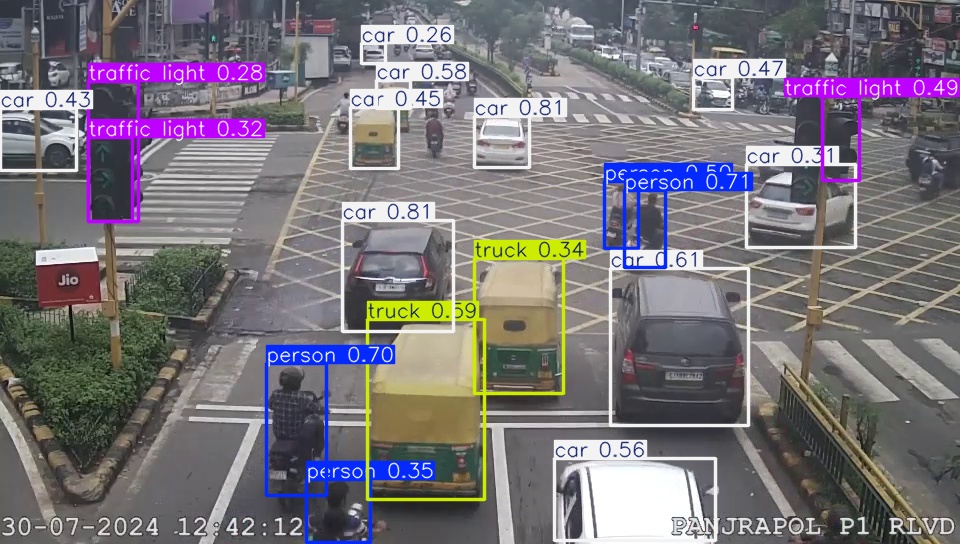 car 0.26
car 0.58
traffic light 0.28
car 0.47
traffic light 0.49
car 0.43
car 0.45
car 0.81
traffic light 0.32
car 0.31
person 0.50
person 0.71
car 0.81
truck 0.34
car 0.61
Jio
truck 0.59
person 0.70
car 0.56
person 0.35
30-07-2024 12:42:12
PANJRAPOL P1 RLVD